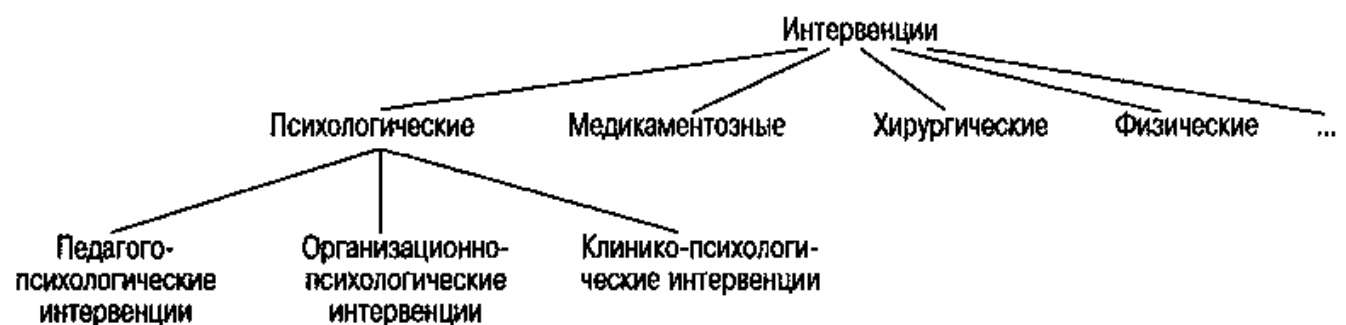 Интервенции
Психологические Медикаментозные Хирургические Физические ...
Педагого-
психологические
интервенции
Организационно-
психологические
интервенции
Клинико-психологи-
ческие интервенции